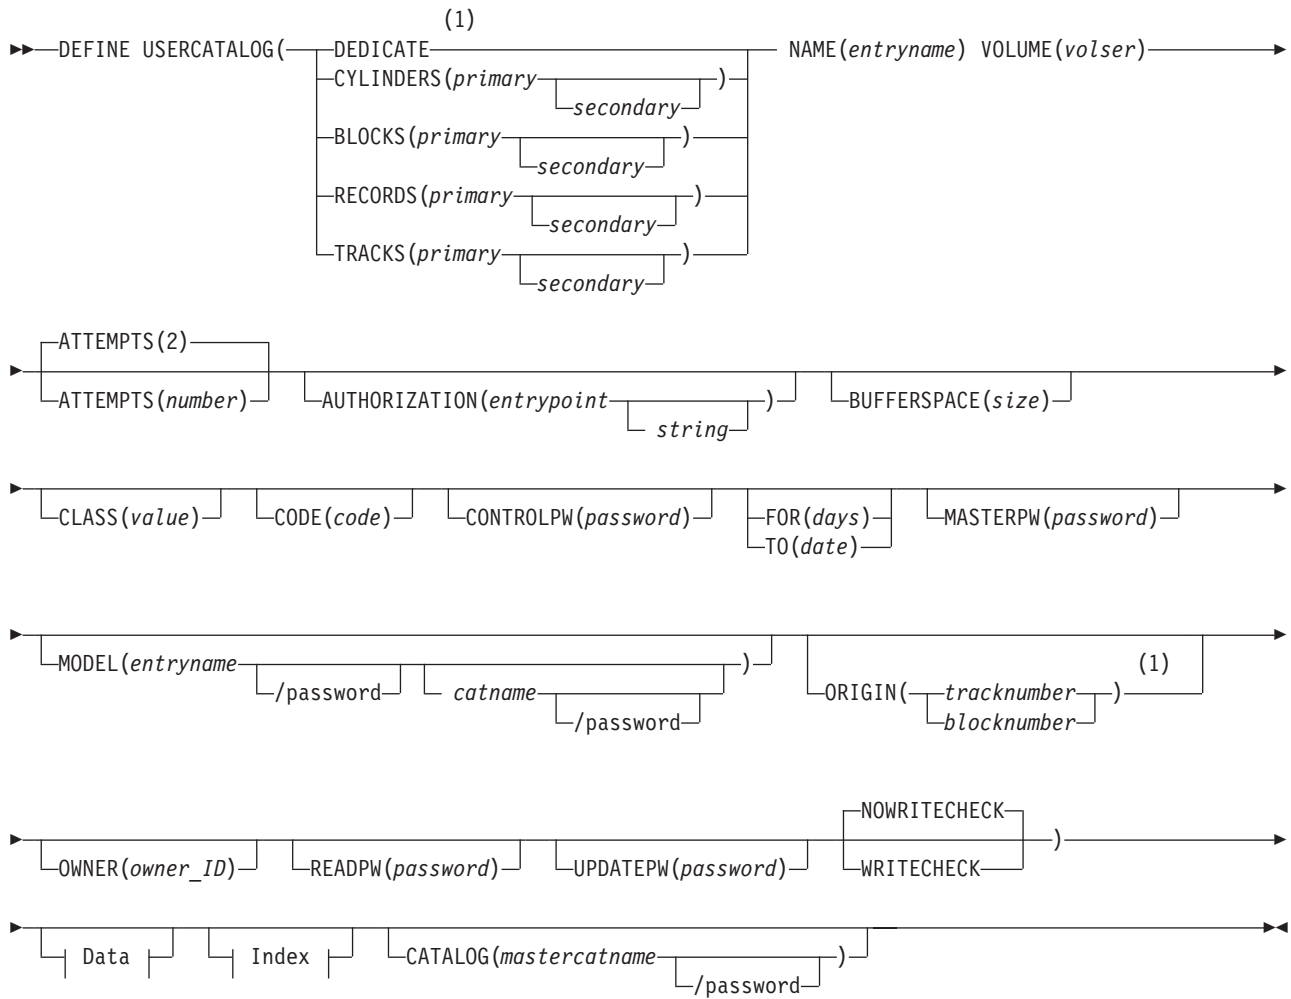 (1)
DEFINE USERCATALOG( DEDICATE NAME(entryname) VOLUME(volser)
CYLINDERS(primary )
secondary
BLOCKS(primary )
secondary
RECORDS(primary )
secondary
TRACKS(primary )
secondary
ATTEMPTS(2)
ATTEMPTS(number) AUTHORIZATION(entrypoint ) BUFFERSPACE(size)
string
CLASS(value) CODE(code) CONTROLPW(password) FOR(days) MASTERPW(password)
TO(date)
MODEL(entryname ) (1)
/password catname ORIGIN( tracknumber )
/password blocknumber
NOWRITECHECK
)
OWNER(owner_ID) READPW(password) UPDATEPW(password) WRITECHECK
Data Index CATALOG(mastercatname )
/password